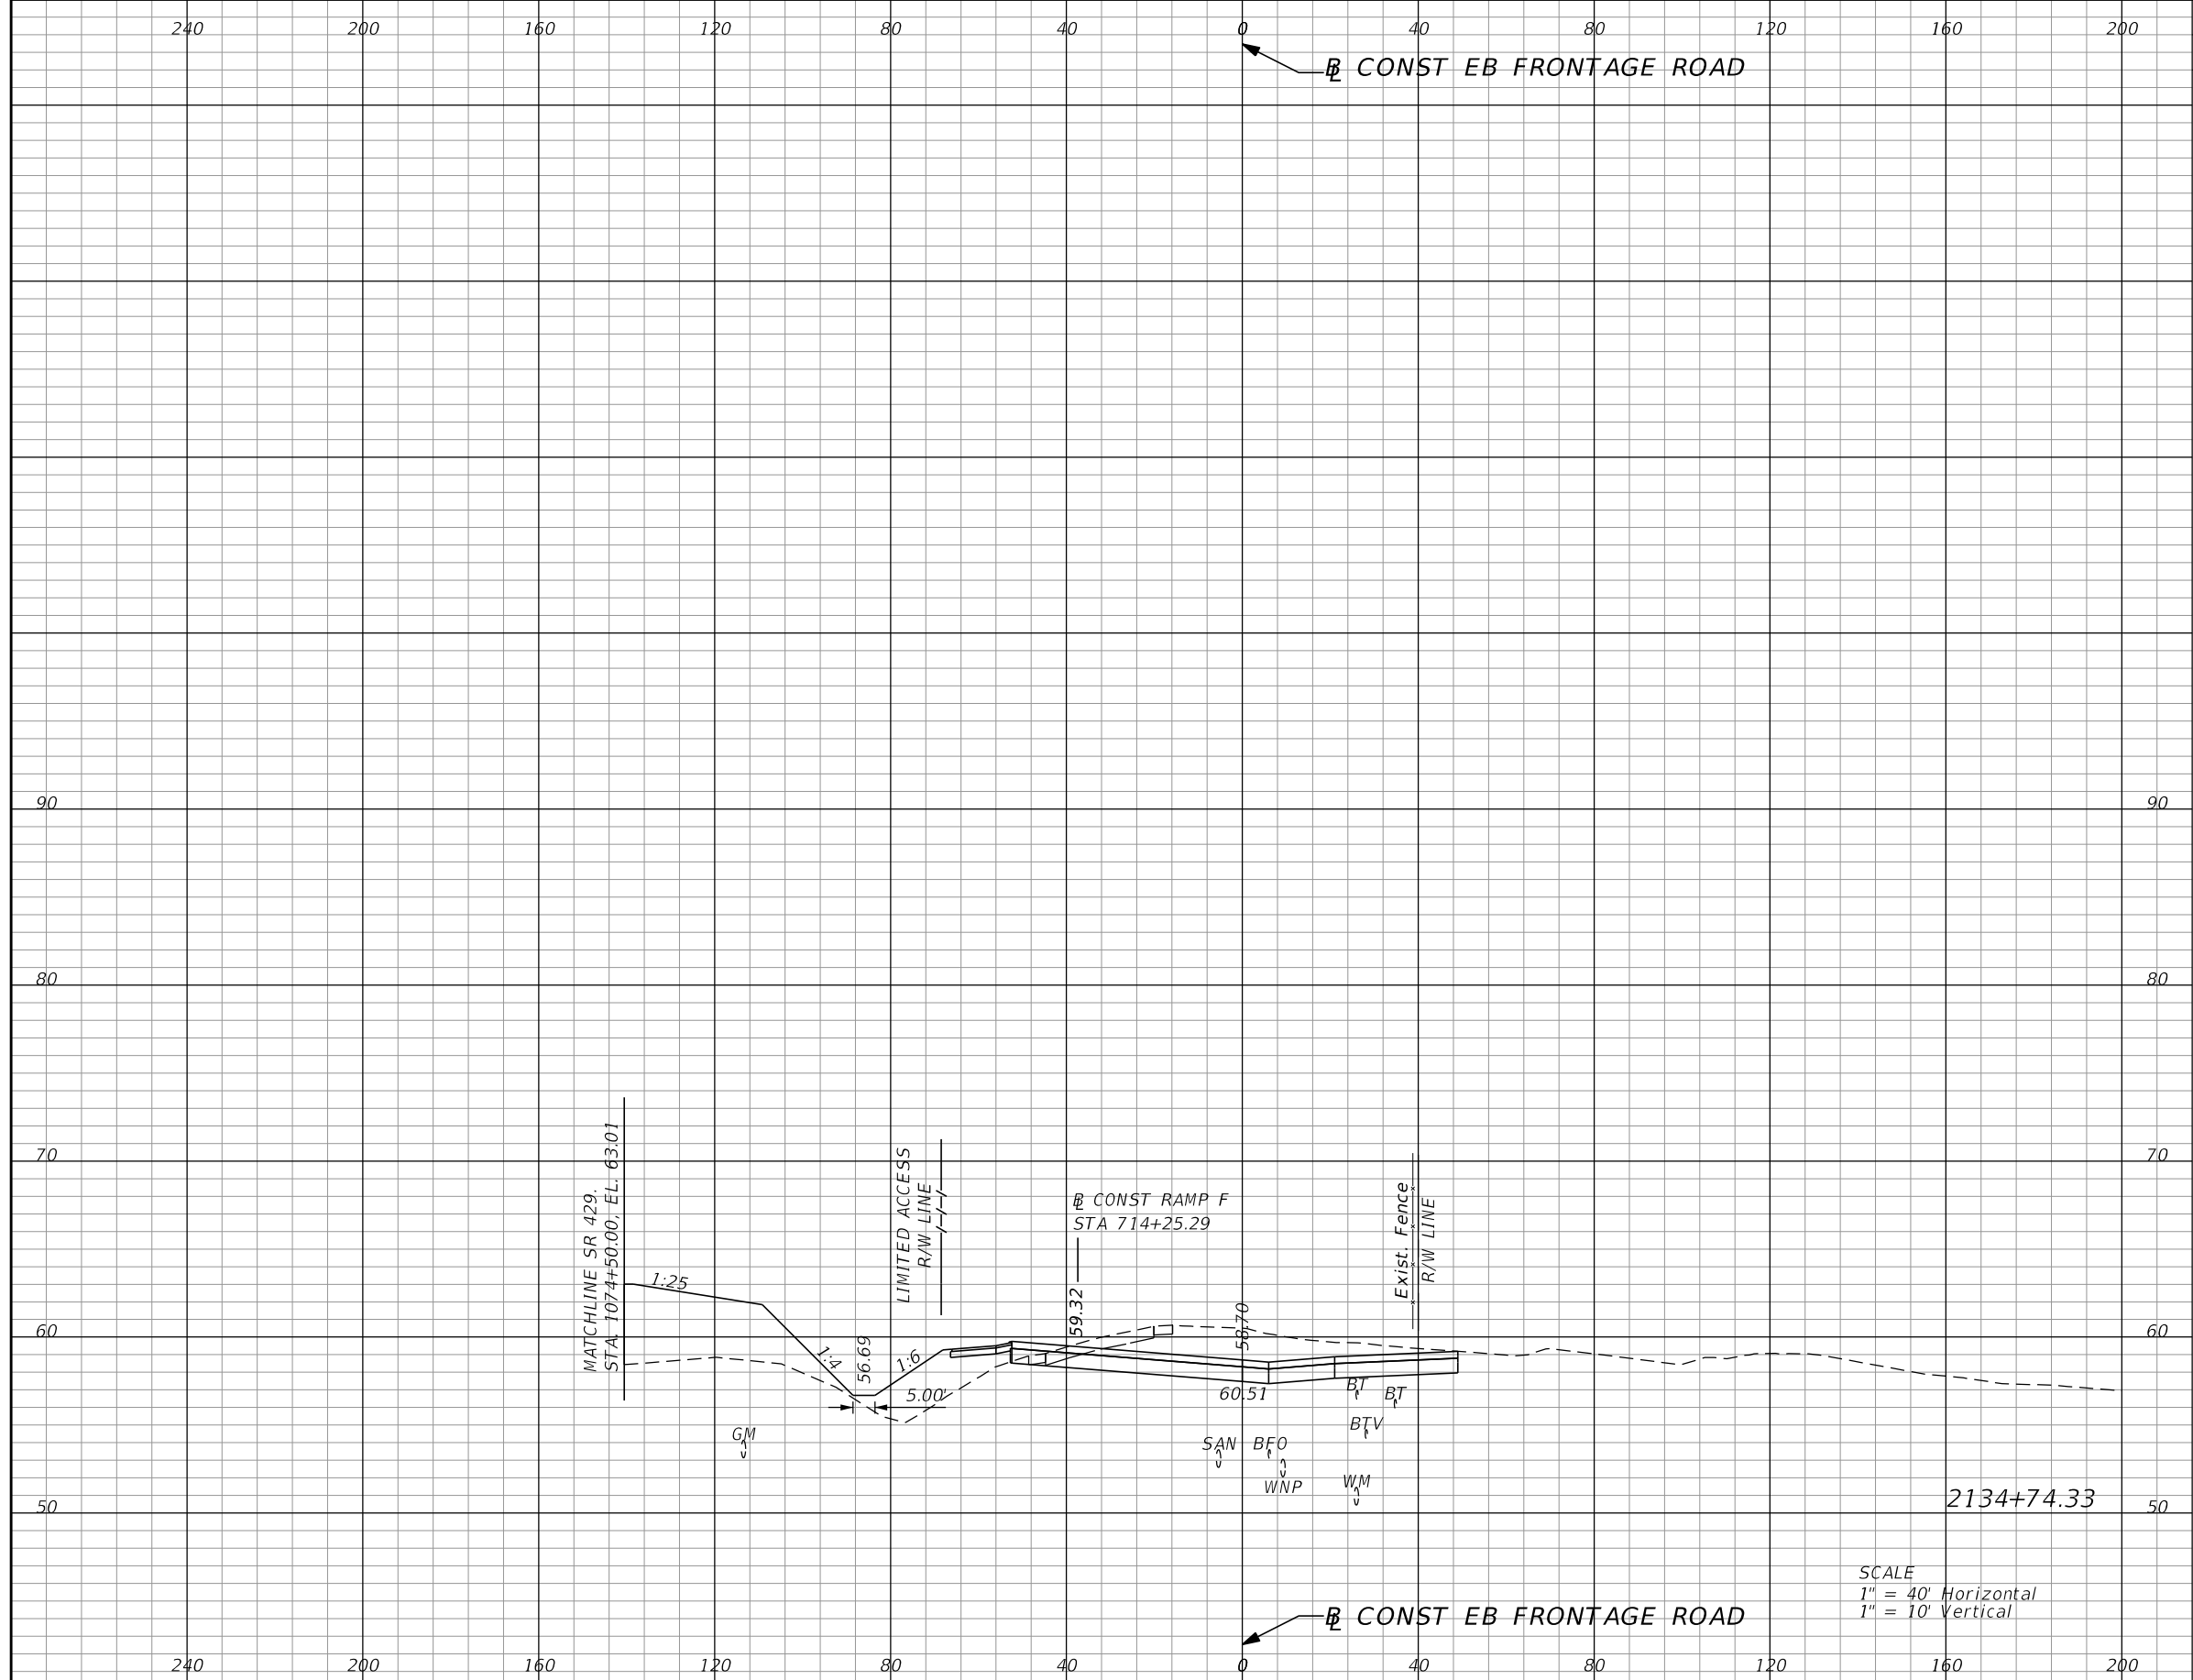 240 200 160 120 80 40 0 40 80 120 160 200
BL CONST EB FRONTAGE ROAD
90 90
80 80
70 70
MATCHLINE SR 429.
STA. 1074+50.00, EL. 63.01
LIMITED ACCESS
R/W LINE
BL CONST RAMP F
STA 714+25.29
Exist. Fence
R/W LINE
1:25
59.32
58.70
60 60
1:4
56.69
1:6
5.00'
60.51
BT
BT
BTV
GM
SAN
BFO
WNP
WM
50 50
2134+74.33
SCALE
1" = 40' Horizontal
1" = 10' Vertical
BL CONST EB FRONTAGE ROAD
240 200 160 120 80 40 0 40 80 120 160 200